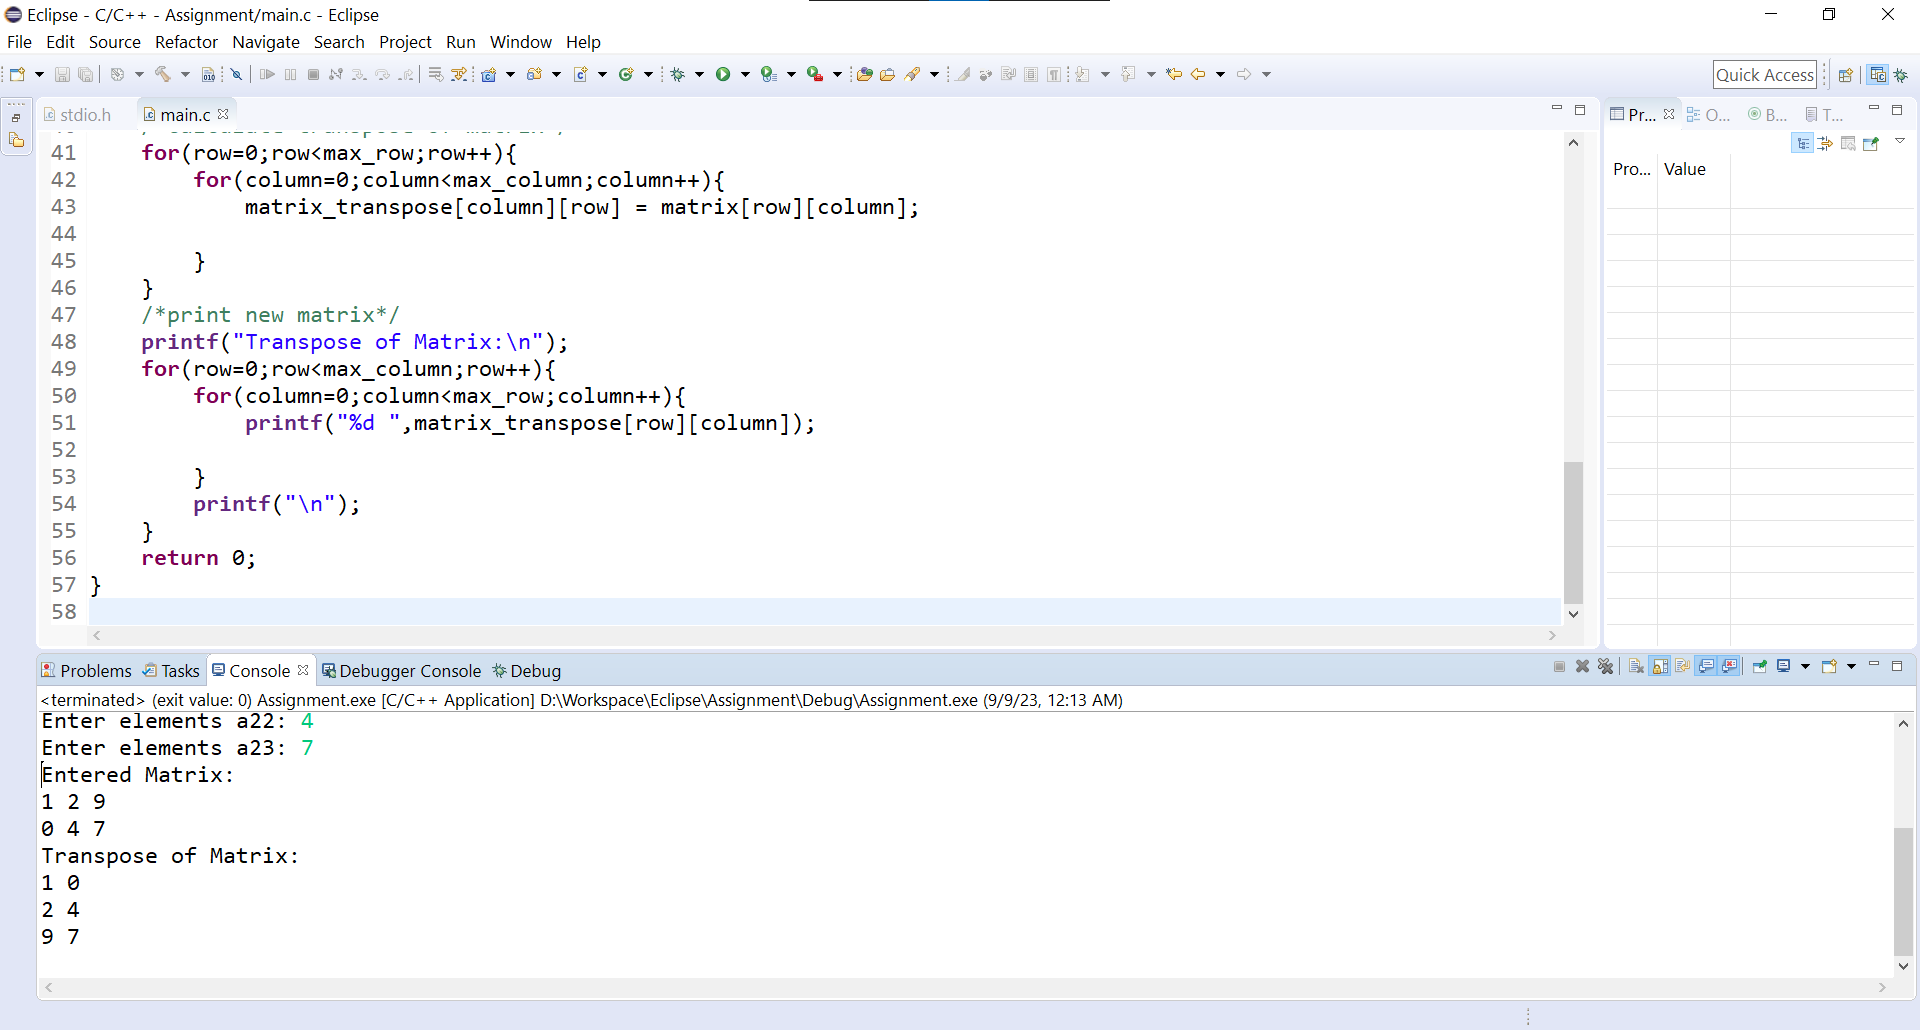 Eclipse - C/C++ - Assignment/main.c - Eclipse
File Edit Source Refactor Navigate Search Project Run Window Help
Quick Access
stdio.h main.c
Pr... O... B... T...
Pro... Value
41 for(row=0;row<max_row;row++){
42 for(column=0;column<max_column;column++){
43 matrix_transpose[column][row] = matrix[row][column];
44
45 }
46 }
47 /*print new matrix*/
48 printf("Transpose of Matrix:\n");
49 for(row=0;row<max_column;row++){
50 for(column=0;column<max_row;column++){
51 printf("%d ",matrix_transpose[row][column]);
52
53 }
54 printf("\n");
55 }
56 return 0;
57 }
58
Problems Tasks Console Debugger Console Debug
<terminated> (exit value: 0) Assignment.exe [C/C++ Application] D:\Workspace\Eclipse\Assignment\Debug\Assignment.exe (9/9/23, 12:13 AM)
Enter elements a22: 4
Enter elements a23: 7
Entered Matrix:
1 2 9
0 4 7
Transpose of Matrix:
1 0
2 4
9 7